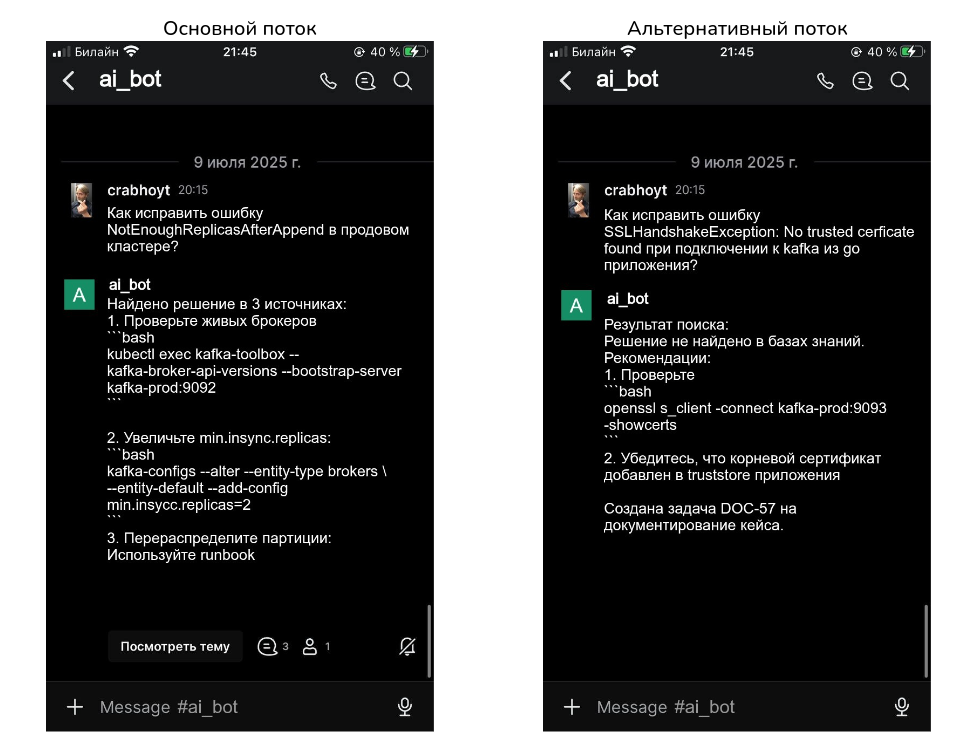 Основной поток
Билайн 21:45 40 %
ai_bot
9 июля 2025 г.
crabhoyt 20:15
Как исправить ошибку
NotEnoughReplicasAfterAppend в продовом
кластере?
A ai_bot
Найдено решение в 3 источниках:
1. Проверьте живых брокеров
```bash
kubectl exec kafka-toolbox --
kafka-broker-api-versions --bootstrap-server
kafka-prod:9092
```
2. Увеличьте min.insync.replicas:
```bash
kafka-configs --alter --entity-type brokers \
--entity-default --add-config
min.insycc.replicas=2
```
3. Перераспределите партиции:
Используйте runbook
Посмотреть тему 3 1
Message #ai_bot
Альтернативный поток
Билайн 21:45 40 %
ai_bot
9 июля 2025 г.
crabhoyt 20:15
Как исправить ошибку
SSLHandshakeException: No trusted cerficate
found при подключении к kafka из go
приложения?
A ai_bot
Результат поиска:
Решение не найдено в базах знаний.
Рекомендации:
1. Проверьте
```bash
openssl s_client -connect kafka-prod:9093
-showcerts
```
2. Убедитесь, что корневой сертификат
добавлен в truststore приложения
Создана задача DOC-57 на
документирование кейса.
Message #ai_bot